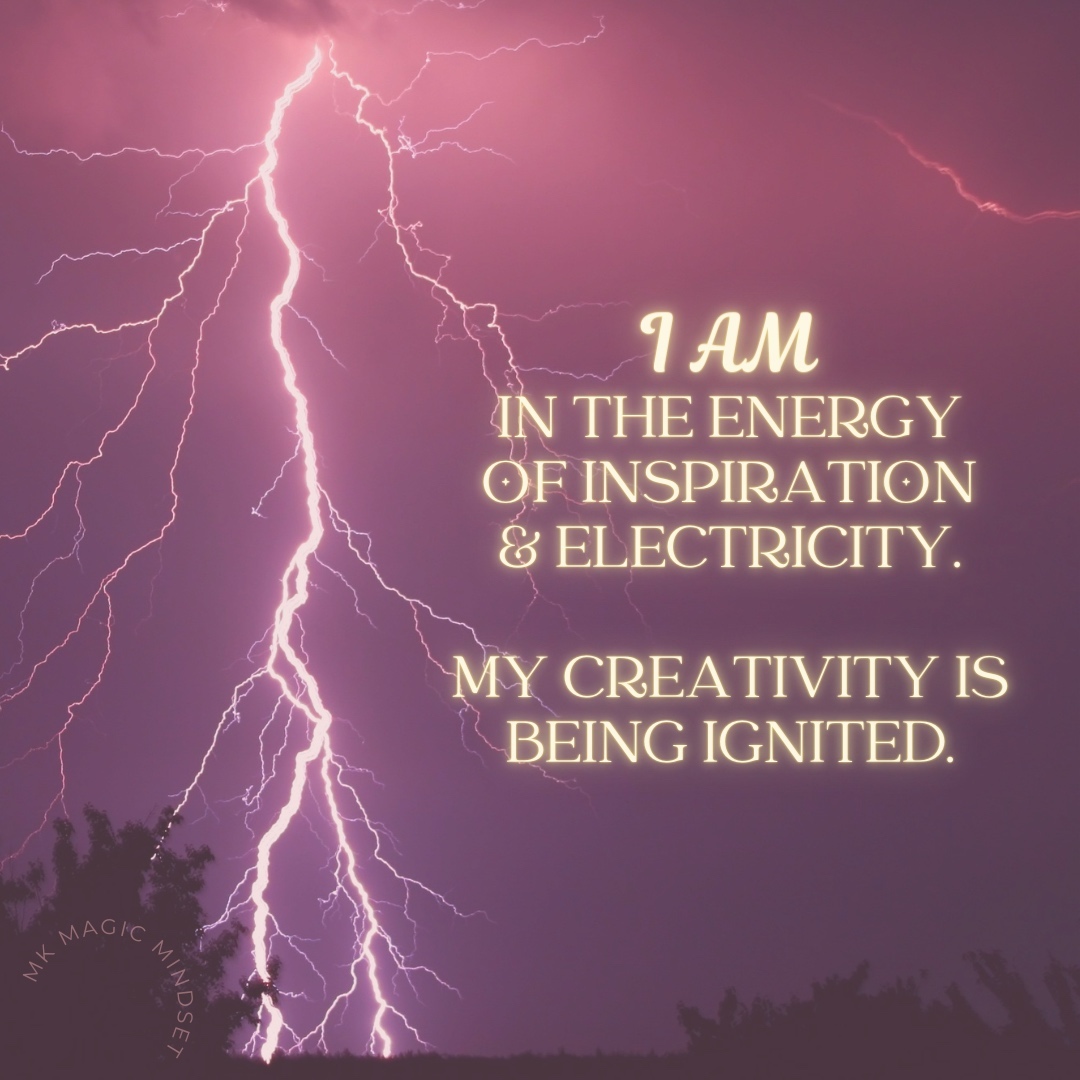 I AM
IN THE ENERGY
OF INSPIRATION
& ELECTRICITY.
MY CREATIVITY IS
BEING IGNITED.
MK MAGIC MINDSET